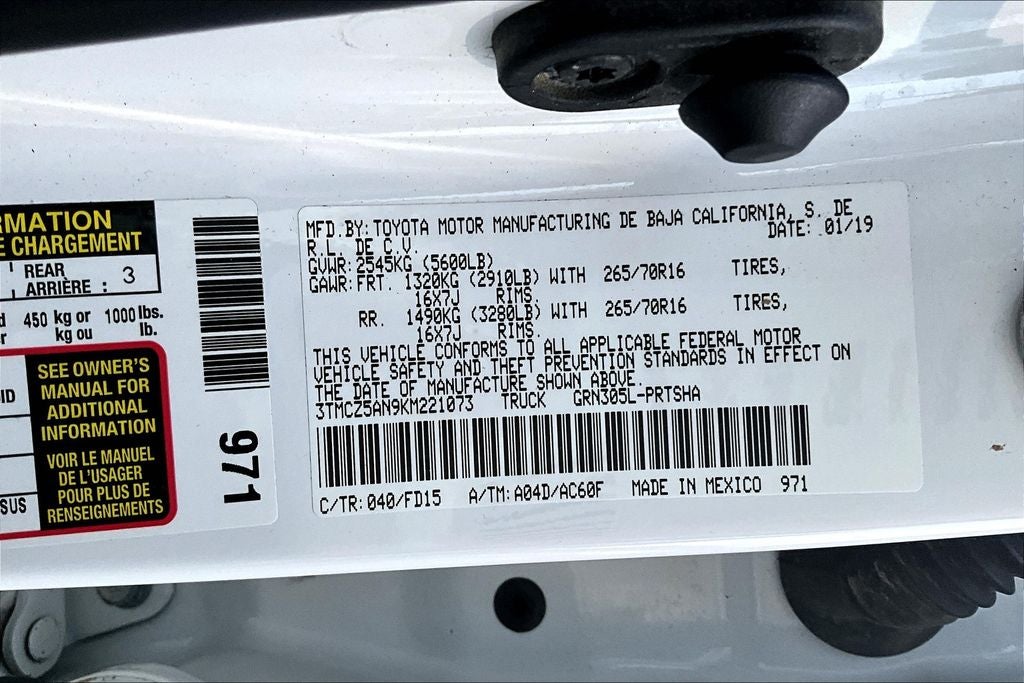 RMATION
E CHARGEMENT
REAR
ARRIÈRE : 3
450 kg or 1000 lbs.
kg ou lb.
SEE OWNER'S
MANUAL FOR
ADDITIONAL
INFORMATION
VOIR LE MANUEL
DE L'USAGER
POUR PLUS DE
RENSEIGNEMENTS
SUS
971
MFD.BY: TOYOTA MOTOR MANUFACTURING DE BAJA CALIFORNIA, S. DE
R.L. DE C.V. DATE: 01/19
GVWR: 2545KG (5600LB)
GAWR: FRT. 1320KG (2910LB) WITH 265/70R16 TIRES,
16X7J RIMS.
RR. 1490KG (3280LB) WITH 265/70R16 TIRES,
16X7J RIMS.
THIS VEHICLE CONFORMS TO ALL APPLICABLE FEDERAL MOTOR
VEHICLE SAFETY AND THEFT PREVENTION STANDARDS IN EFFECT ON
THE DATE OF MANUFACTURE SHOWN ABOVE.
3TMCZ5AN9KM221073 TRUCK GRN305L-PRTSHA
C/TR: 040/FD15 A/TM: A04D/AC60F MADE IN MEXICO 971